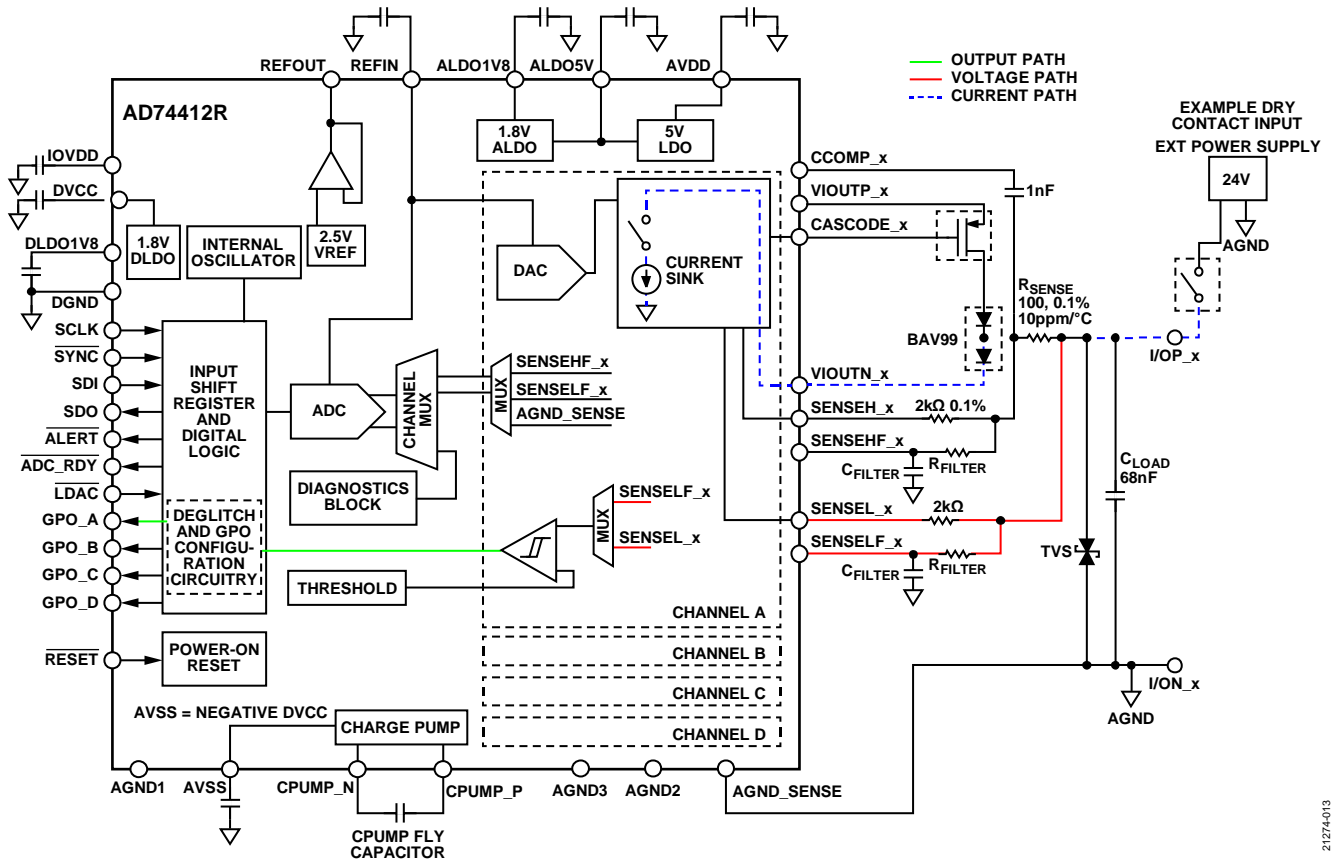 REFOUT
REFIN
ALDO1V8
ALDO5V
AVDD
OUTPUT PATH
VOLTAGE PATH
CURRENT PATH
AD74412R
EXAMPLE DRY
CONTACT INPUT
EXT POWER SUPPLY
24V
AGND
IOVDD
DVCC
DLDO1V8
DGND
SCLK
SYNC
SDI
SDO
ALERT
ADC_RDY
LDAC
GPO_A
GPO_B
GPO_C
GPO_D
RESET
1.8V
DLDO
INTERNAL
OSCILLATOR
2.5V
VREF
1.8V
ALDO
5V
LDO
INPUT
SHIFT
REGISTER
AND
DIGITAL
LOGIC
DEGLITCH
AND GPO
CONFIGU-
RATION
CIRCUITRY
POWER-ON
RESET
ADC
CHANNEL
MUX
DIAGNOSTICS
BLOCK
THRESHOLD
MUX
SENSEHF_x
SENSELF_x
AGND_SENSE
MUX
SENSELF_x
SENSEL_x
DAC
CURRENT
SINK
CHANNEL A
CHANNEL B
CHANNEL C
CHANNEL D
CCOMP_x
VIOUTP_x
CASCODE_x
VIOUTN_x
SENSEH_x
SENSEHF_x
SENSEL_x
SENSELF_x
1nF
RSENSE
100, 0.1%
10ppm/°C
BAV99
2kΩ 0.1%
CFILTER
RFILTER
2kΩ
CFILTER
RFILTER
I/OP_x
CLOAD
68nF
TVS
I/ON_x
AGND
AVSS = NEGATIVE DVCC
CHARGE PUMP
AGND1
AVSS
CPUMP_N
CPUMP_P
AGND3
AGND2
AGND_SENSE
CPUMP FLY
CAPACITOR
21274-013